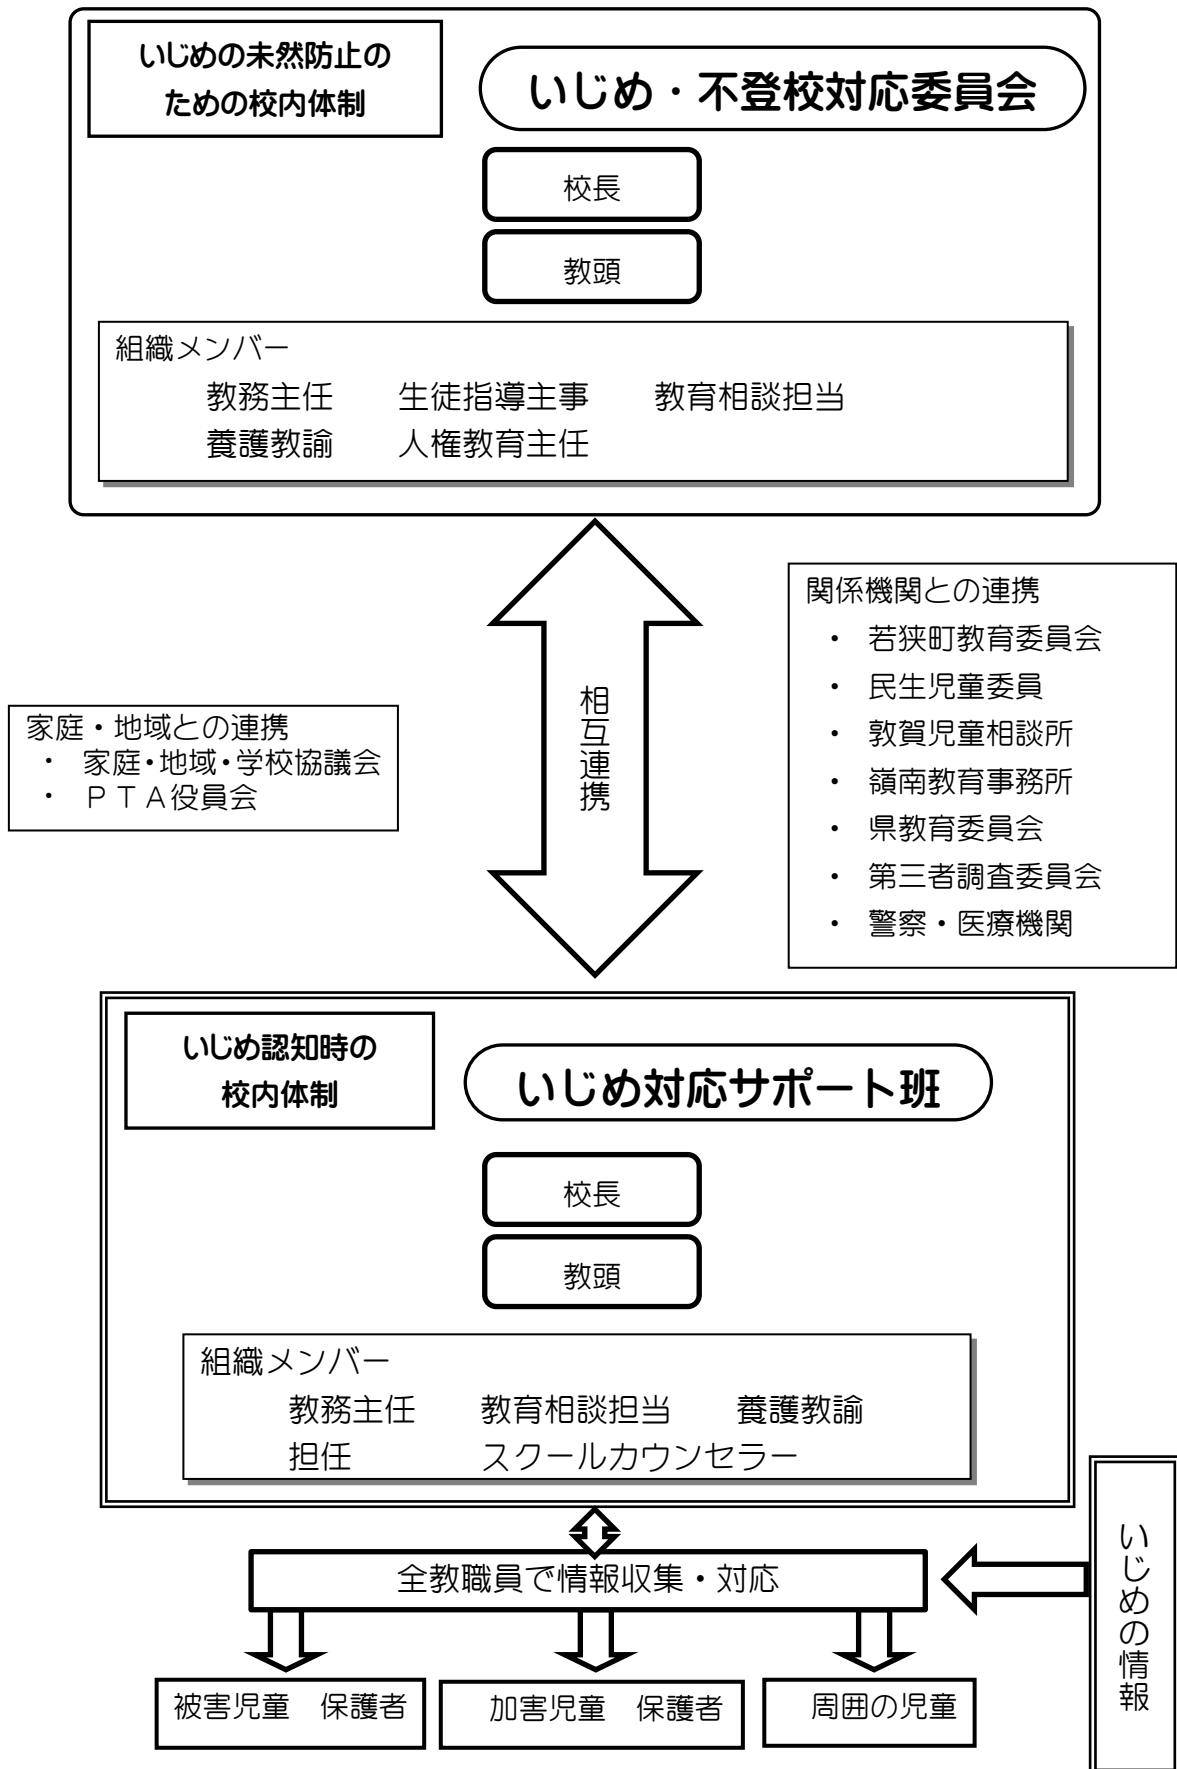 いじめの未然防止の
ための校内体制
いじめ・不登校対応委員会
校長
教頭
組織メンバー
教務主任　　生徒指導主事　　教育相談担当
養護教諭　　人権教育主任
相互連携
関係機関との連携
・　若狭町教育委員会
・　民生児童委員
・　敦賀児童相談所
・　嶺南教育事務所
・　県教育委員会
・　第三者調査委員会
・　警察・医療機関
家庭・地域との連携
・　家庭・地域・学校協議会
・　ＰＴＡ役員会
いじめ認知時の
校内体制
いじめ対応サポート班
校長
教頭
組織メンバー
教務主任　　教育相談担当　　養護教諭
担任　　　　スクールカウンセラー
全教職員で情報収集・対応
いじめの情報
被害児童　保護者
加害児童　保護者
周囲の児童